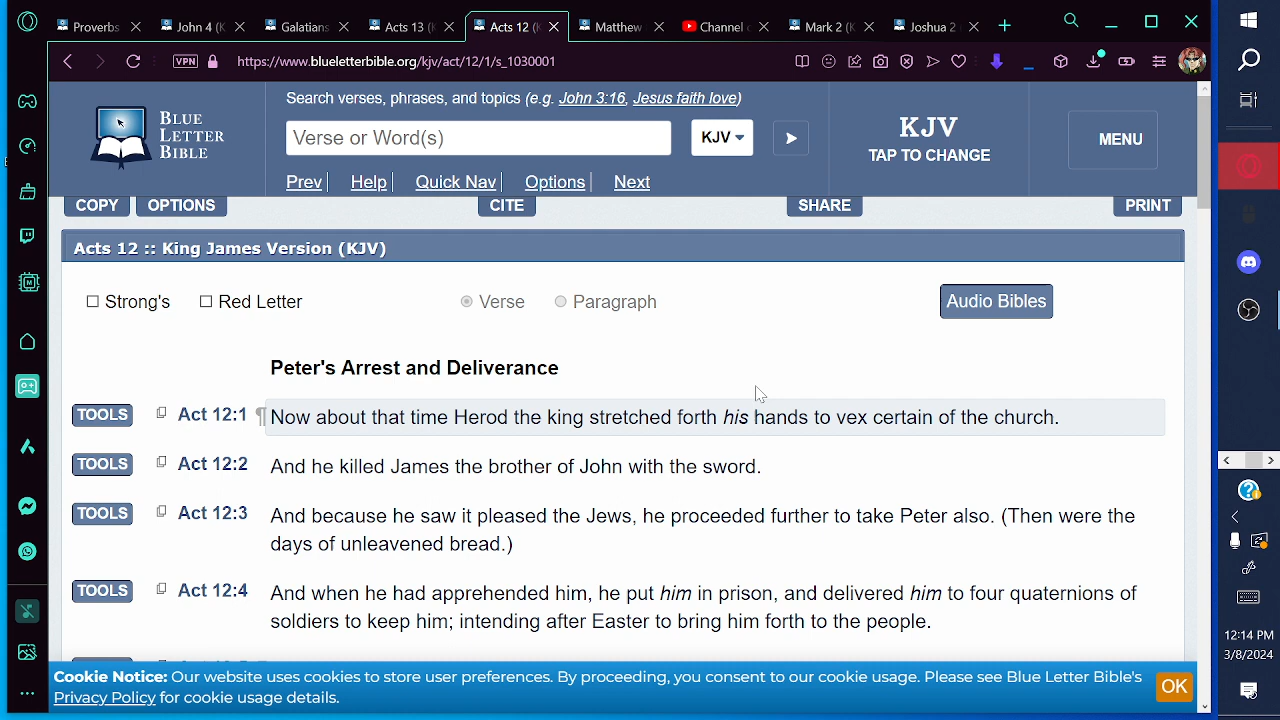 Proverbs
John 4 (
Galatians
Acts 13 (
Acts 12 (
Matthew
Channel c
Mark 2 (K
Joshua 2
VPN
https://www.blueletterbible.org/kjv/act/12/1/s_1030001
BLUE
LETTER
BIBLE
Search verses, phrases, and topics (e.g. John 3:16, Jesus faith love)
Verse or Word(s)
KJV
KJV
TAP TO CHANGE
MENU
Prev Help Quick Nav Options Next
COPY OPTIONS CITE SHARE PRINT
Acts 12 :: King James Version (KJV)
Strong's Red Letter Verse Paragraph Audio Bibles
Peter's Arrest and Deliverance
TOOLS Act 12:1 ¶ Now about that time Herod the king stretched forth his hands to vex certain of the church.
TOOLS Act 12:2 And he killed James the brother of John with the sword.
TOOLS Act 12:3 And because he saw it pleased the Jews, he proceeded further to take Peter also. (Then were the
days of unleavened bread.)
TOOLS Act 12:4 And when he had apprehended him, he put him in prison, and delivered him to four quaternions of
soldiers to keep him; intending after Easter to bring him forth to the people.
Cookie Notice: Our website uses cookies to store user preferences. By proceeding, you consent to our cookie usage. Please see Blue Letter Bible's
Privacy Policy for cookie usage details.
OK
12:14 PM
3/8/2024